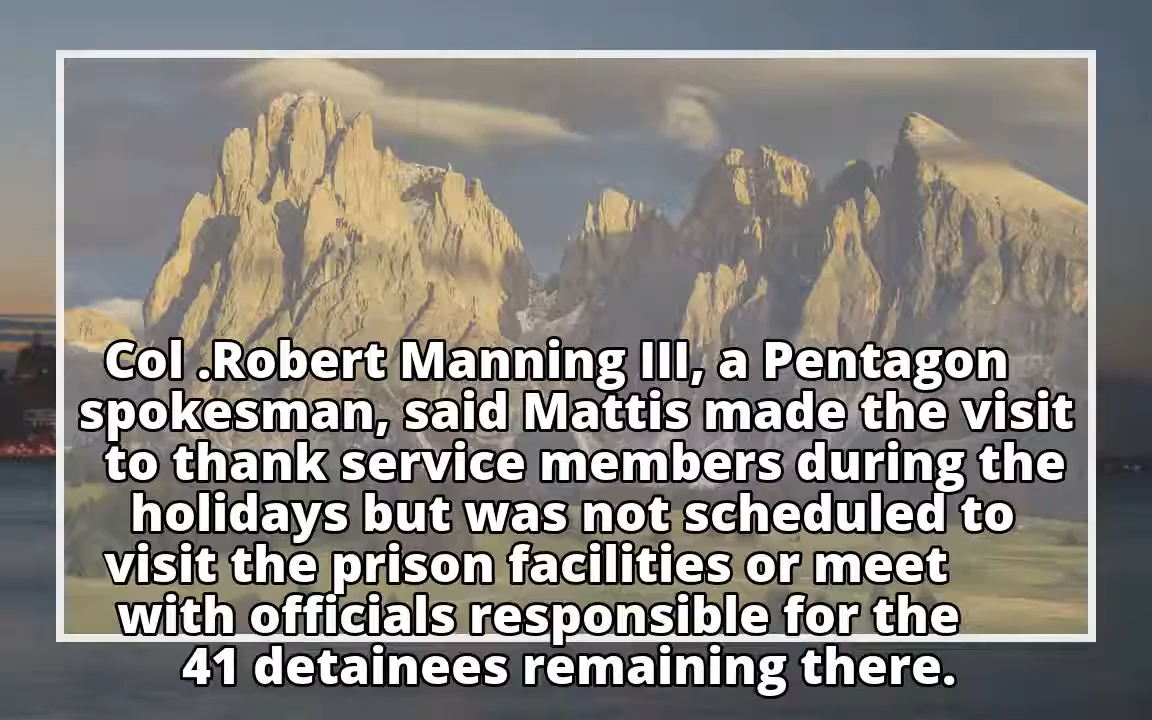 Col .Robert Manning III, a Pentagon
spokesman, said Mattis made the visit
to thank service members during the
holidays but was not scheduled to
visit the prison facilities or meet
with officials responsible for the
41 detainees remaining there.